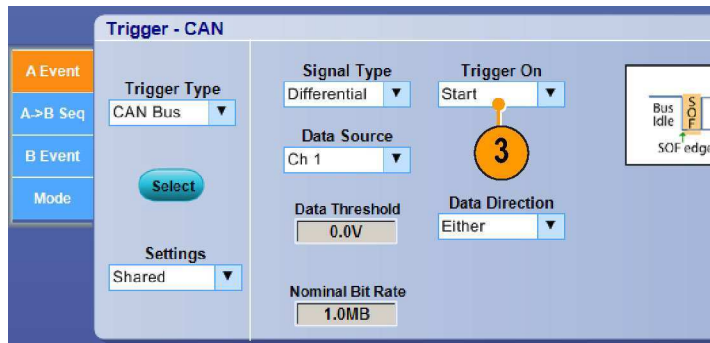 Trigger - CAN
A Event
A->B Seq
B Event
Mode
Trigger Type
CAN Bus
Select
Settings
Shared
Signal Type
Differential
Data Source
Ch 1
Data Threshold
0.0V
Nominal Bit Rate
1.0MB
Trigger On
Start
3
Data Direction
Either
Bus
Idle
SOF
SOF edge